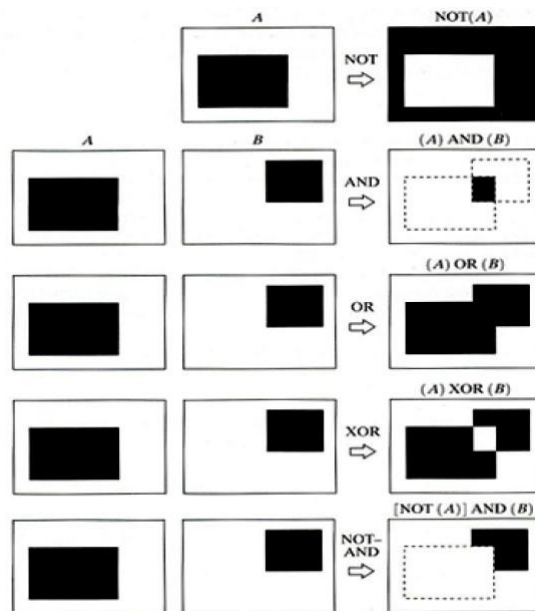 A
NOT(A)
NOT
A
B
(A) AND (B)
AND
(A) OR (B)
OR
(A) XOR (B)
XOR
[NOT (A)] AND (B)
NOT–
AND